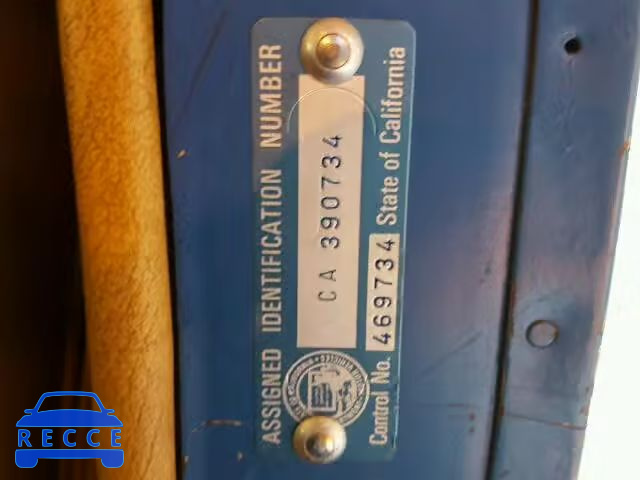 ASSIGNED IDENTIFICATION NUMBER
CA 390734
Control No. 469734 State of California
RECCE